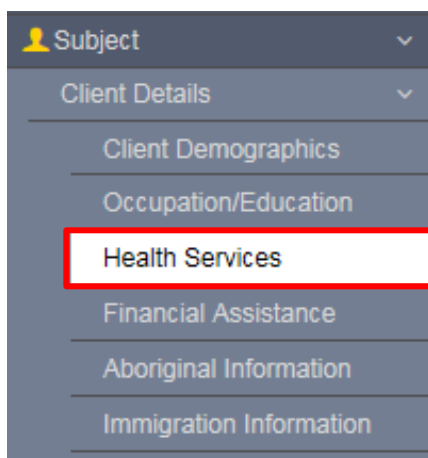 Subject
Client Details
Client Demographics
Occupation/Education
Health Services
Financial Assistance
Aboriginal Information
Immigration Information